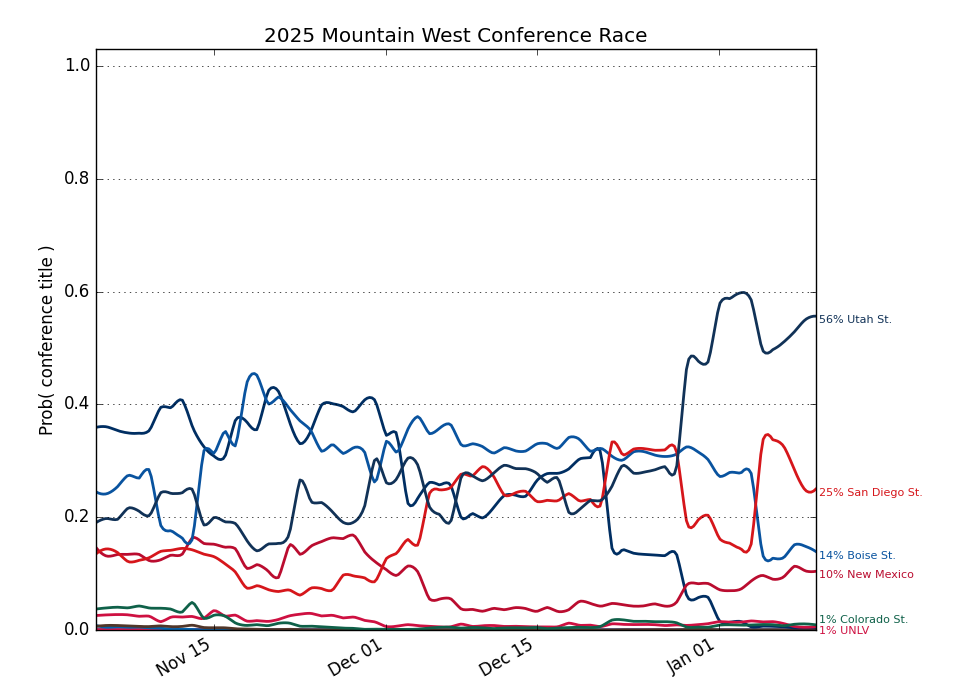 2025 Mountain West Conference Race
1.0
0.8
0.6
0.4
0.2
0.0
Prob( conference title )
56% Utah St.
25% San Diego St.
14% Boise St.
10% New Mexico
1% Colorado St.
1% UNLV
Nov 15
Dec 01
Dec 15
Jan 01